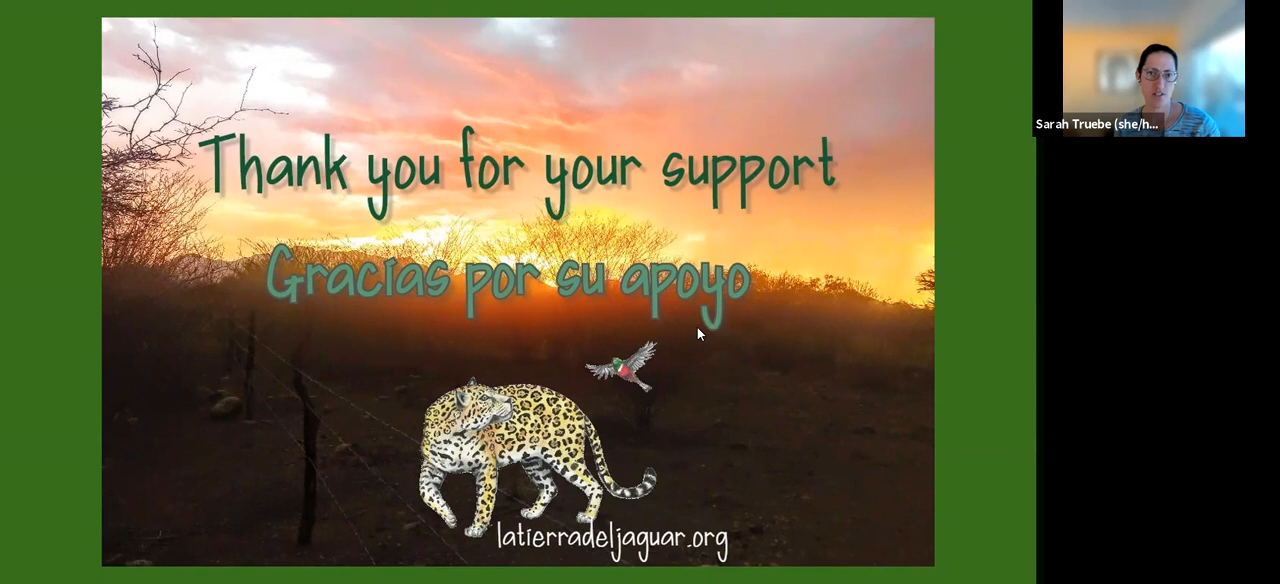 Thank you for your support
Gracias por su apoyo
latierradeljaguar.org
Sarah Truebe (she/h...